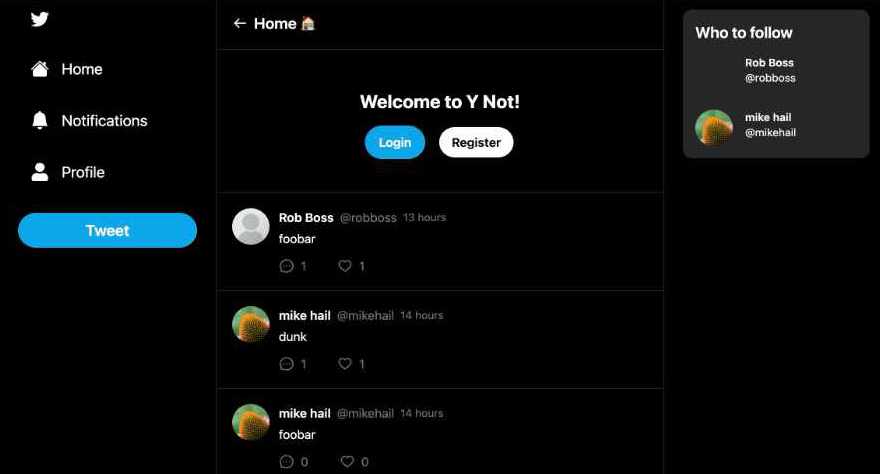 Home
Notifications
Profile
Tweet
← Home 🏠
Welcome to Y Not!
Login Register
Rob Boss @robboss 13 hours
foobar
1 1
mike hail @mikehail 14 hours
dunk
1 1
mike hail @mikehail 14 hours
foobar
0 0
Who to follow
Rob Boss
@robboss
mike hail
@mikehail